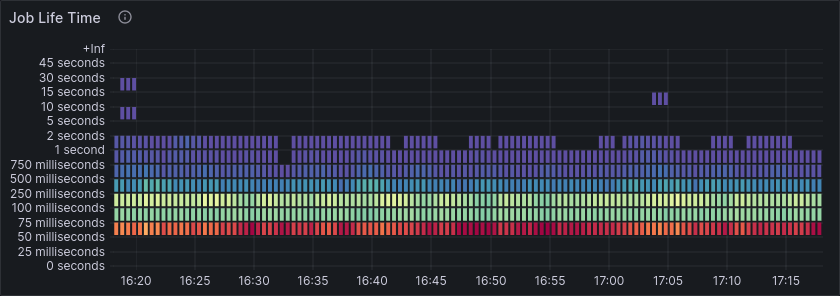 Job Life Time
+Inf
45 seconds
30 seconds
15 seconds
10 seconds
5 seconds
2 seconds
1 second
750 milliseconds
500 milliseconds
250 milliseconds
100 milliseconds
75 milliseconds
50 milliseconds
25 milliseconds
0 seconds
16:20 16:25 16:30 16:35 16:40 16:45 16:50 16:55 17:00 17:05 17:10 17:15